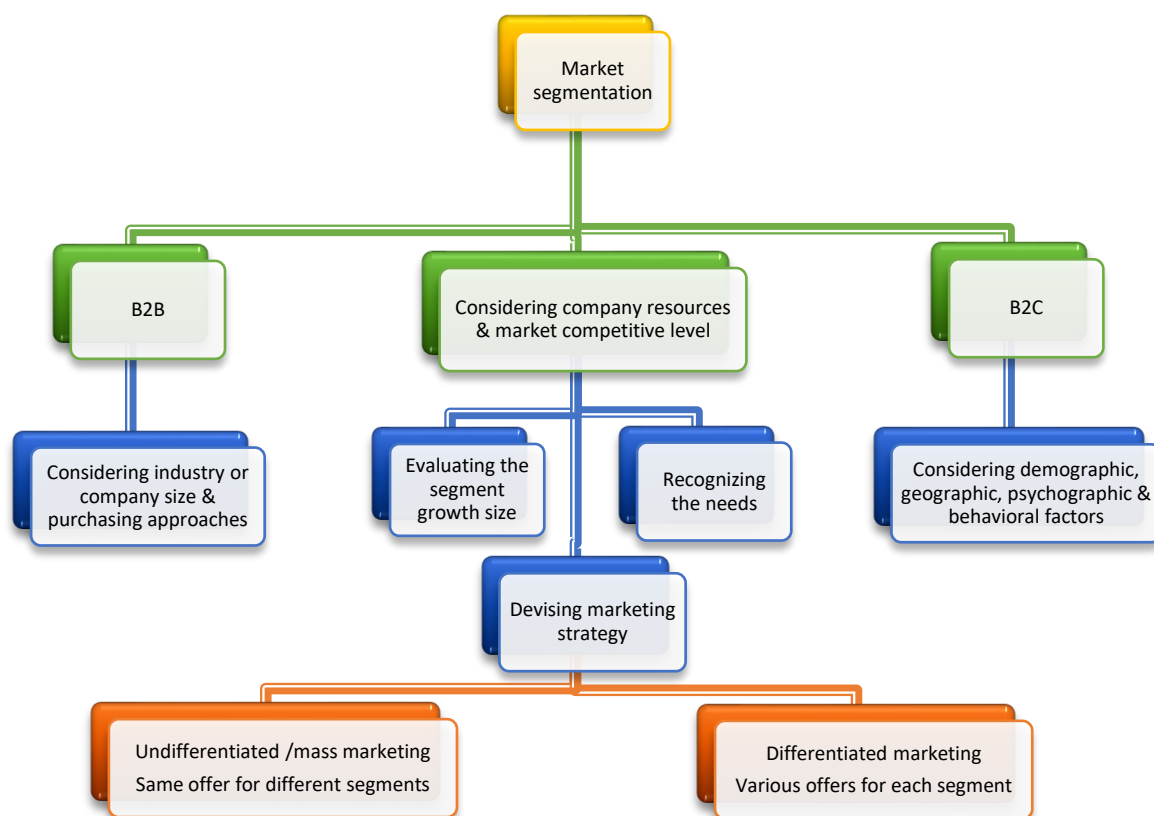 Market
segmentation
B2B
Considering company resources
& market competitive level
B2C
Considering industry or
company size &
purchasing approaches
Evaluating the
segment
growth size
Recognizing
the needs
Considering demographic,
geographic, psychographic &
behavioral factors
Devising marketing
strategy
Undifferentiated /mass marketing
Same offer for different segments
Differentiated marketing
Various offers for each segment